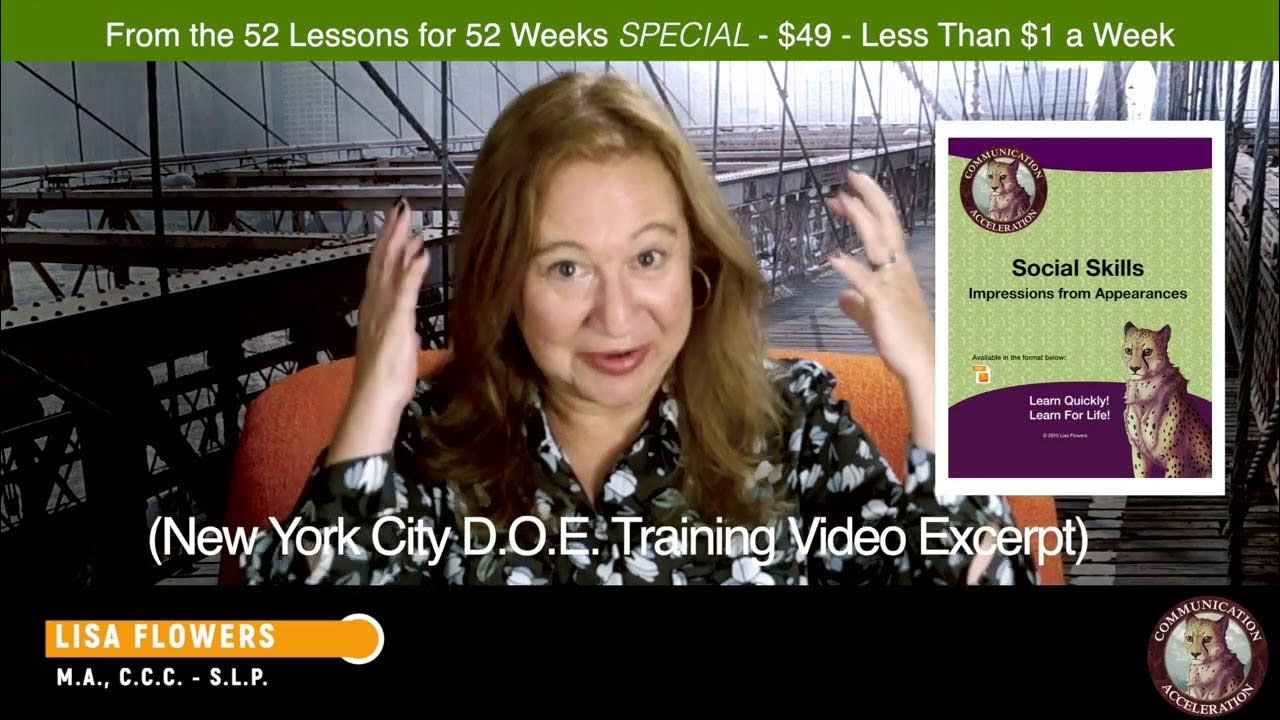 From the 52 Lessons for 52 Weeks SPECIAL - $49 - Less Than $1 a Week
COMMUNICATION
ACCELERATION
Social Skills
Impressions from Appearances
Available in the format below:
Learn Quickly!
Learn For Life!
© 2015 Lisa Flowers
(New York City D.O.E. Training Video Excerpt)
LISA FLOWERS
M.A., C.C.C. - S.L.P.
COMMUNICATION
ACCELERATION